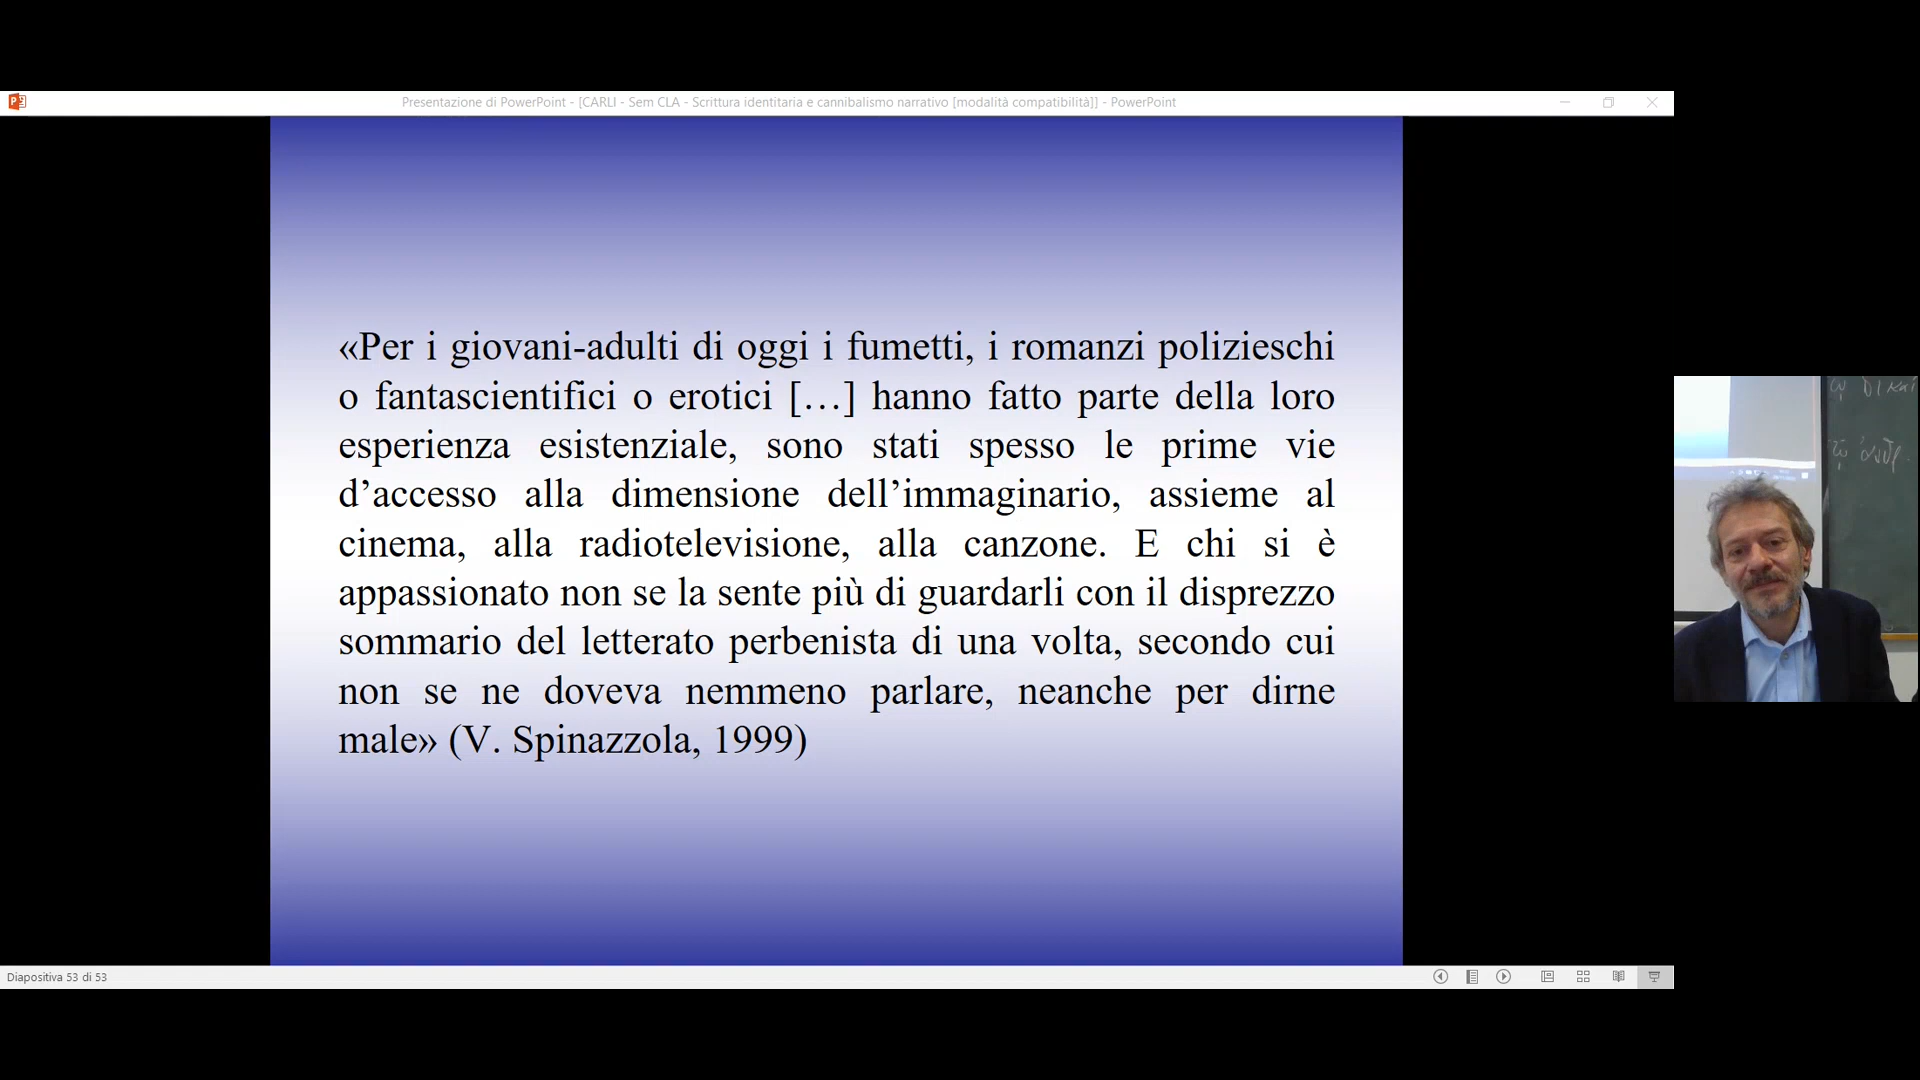 Presentazione di PowerPoint - [CARLI - Sem CLA - Scrittura identitaria e cannibalismo narrativo [modalità compatibilità]] - PowerPoint
«Per i giovani-adulti di oggi i fumetti, i romanzi polizieschi
o fantascientifici o erotici […] hanno fatto parte della loro
esperienza esistenziale, sono stati spesso le prime vie
d’accesso alla dimensione dell’immaginario, assieme al
cinema, alla radiotelevisione, alla canzone. E chi si è
appassionato non se la sente più di guardarli con il disprezzo
sommario del letterato perbenista di una volta, secondo cui
non se ne doveva nemmeno parlare, neanche per dirne
male» (V. Spinazzola, 1999)
Diapositiva 53 di 53